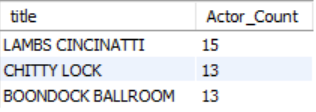 title Actor_Count
LAMBS CINCINATTI 15
CHITTY LOCK 13
BOONDOCK BALLROOM 13